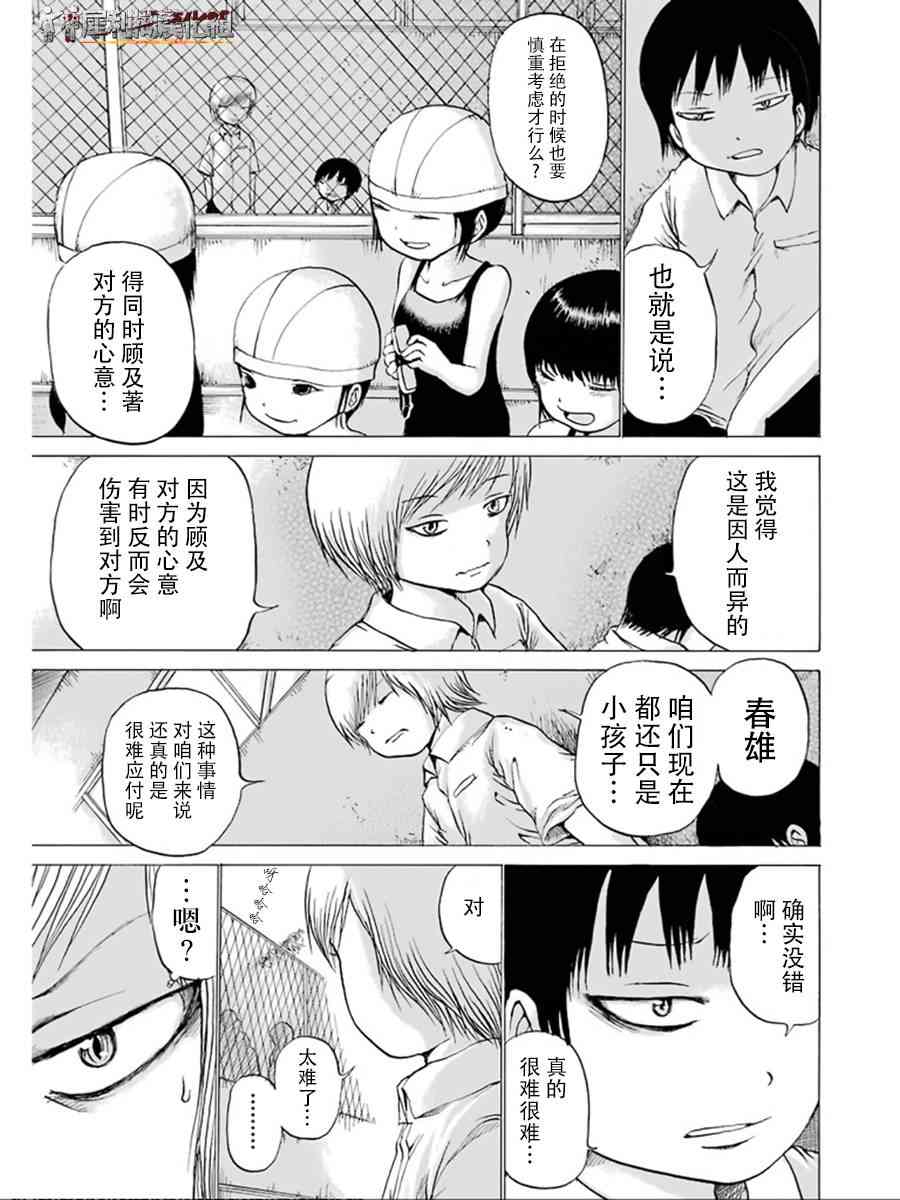 也就是说…
在拒绝的时候也要
慎重考虑才行么？
得同时顾及著
对方的心意…
我觉得
这是因人而异的
因为顾及
对方的心意
有时反而会
伤害到对方啊
春雄
咱们现在
都还只是
小孩子…
这种事情
对咱们来说
还真的是
很难应付呢
确实没错
啊…
真的
很难很难…
对
呀哈哈哈
太难了…
………
…嗯？